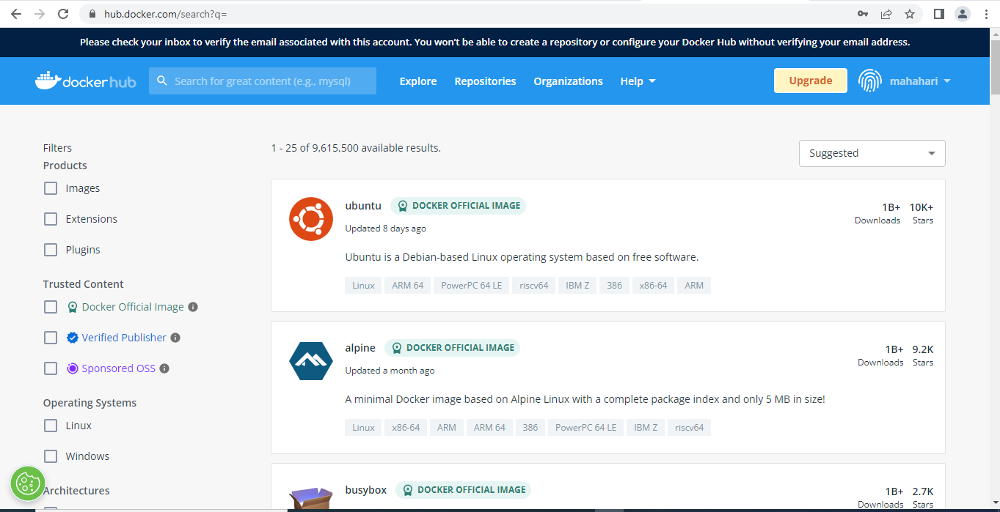 hub.docker.com/search?q=
Please check your inbox to verify the email associated with this account. You won't be able to create a repository or configure your Docker Hub without verifying your email address.
docker hub
Search for great content (e.g., mysql)
Explore
Repositories
Organizations
Help
Upgrade
mahahari
Filters
Products
Images
Extensions
Plugins
Trusted Content
Docker Official Image
Verified Publisher
Sponsored OSS
Operating Systems
Linux
Windows
Architectures
1 - 25 of 9,615,500 available results.
Suggested
ubuntu DOCKER OFFICIAL IMAGE
Updated 8 days ago
1B+ 10K+
Downloads Stars
Ubuntu is a Debian-based Linux operating system based on free software.
Linux ARM 64 PowerPC 64 LE riscv64 IBM Z 386 x86-64 ARM
alpine DOCKER OFFICIAL IMAGE
Updated a month ago
1B+ 9.2K
Downloads Stars
A minimal Docker image based on Alpine Linux with a complete package index and only 5 MB in size!
Linux x86-64 ARM ARM 64 386 PowerPC 64 LE IBM Z riscv64
busybox DOCKER OFFICIAL IMAGE
1B+ 2.7K
Downloads Stars